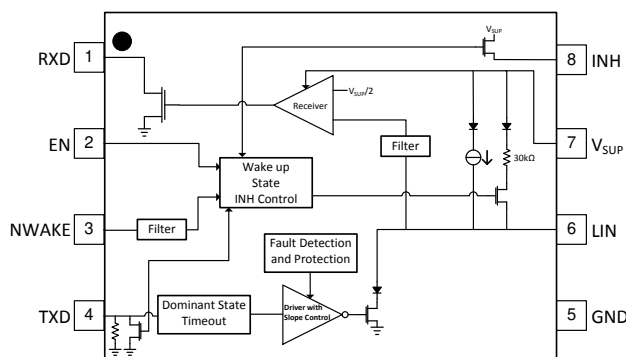 V_SUP
RXD 1
8 INH
Receiver
V_SUP/2
EN 2
7 V_SUP
Filter
30kΩ
Wake up
State
INH Control
NWAKE 3
Filter
6 LIN
Fault Detection
and Protection
TXD 4
Dominant State
Timeout
Driver with
Slope Control
5 GND